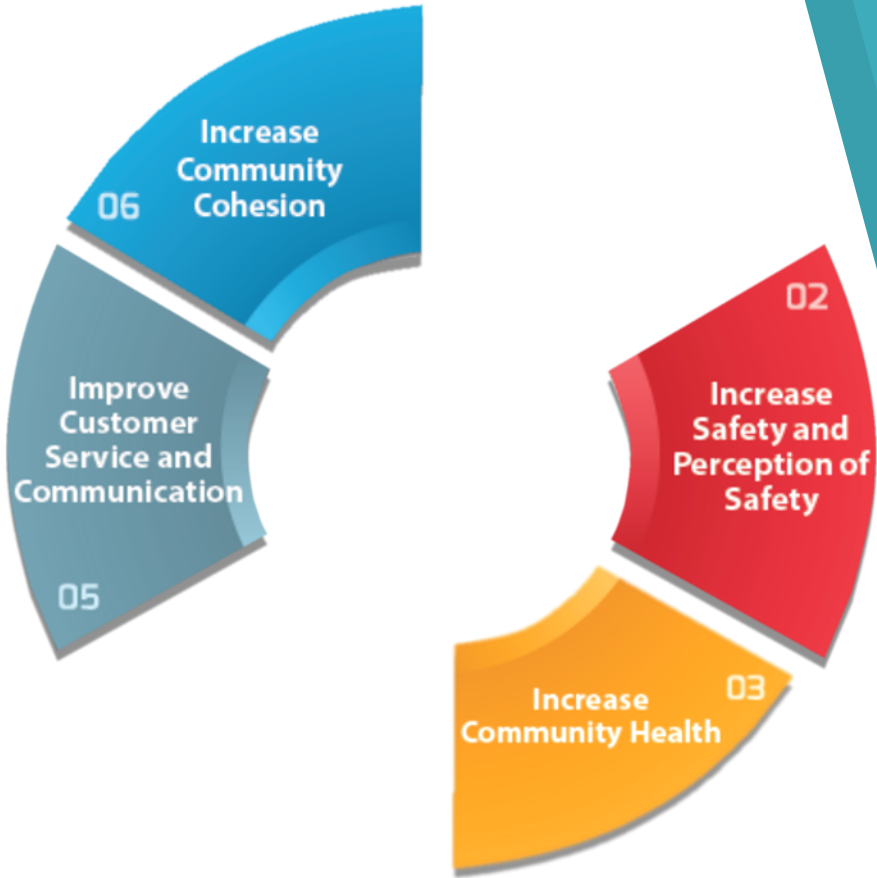 Increase
Community
Cohesion
06
02
Increase
Safety and
Perception of
Safety
03
Increase
Community Health
Improve
Customer
Service and
Communication
05